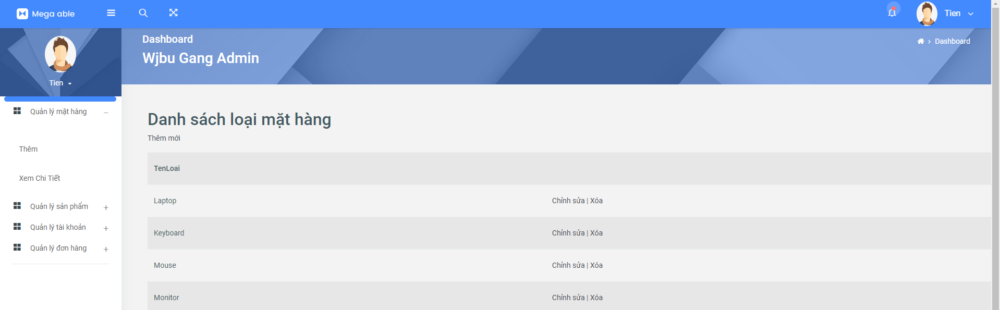 Mega able
Tien
Tien
Dashboard
Wjbu Gang Admin
Dashboard
Quản lý mặt hàng
Thêm
Xem Chi Tiết
Quản lý sản phẩm
Quản lý tài khoản
Quản lý đơn hàng
Danh sách loại mặt hàng
Thêm mới
TenLoai
Laptop Chỉnh sửa | Xóa
Keyboard Chỉnh sửa | Xóa
Mouse Chỉnh sửa | Xóa
Monitor Chỉnh sửa | Xóa